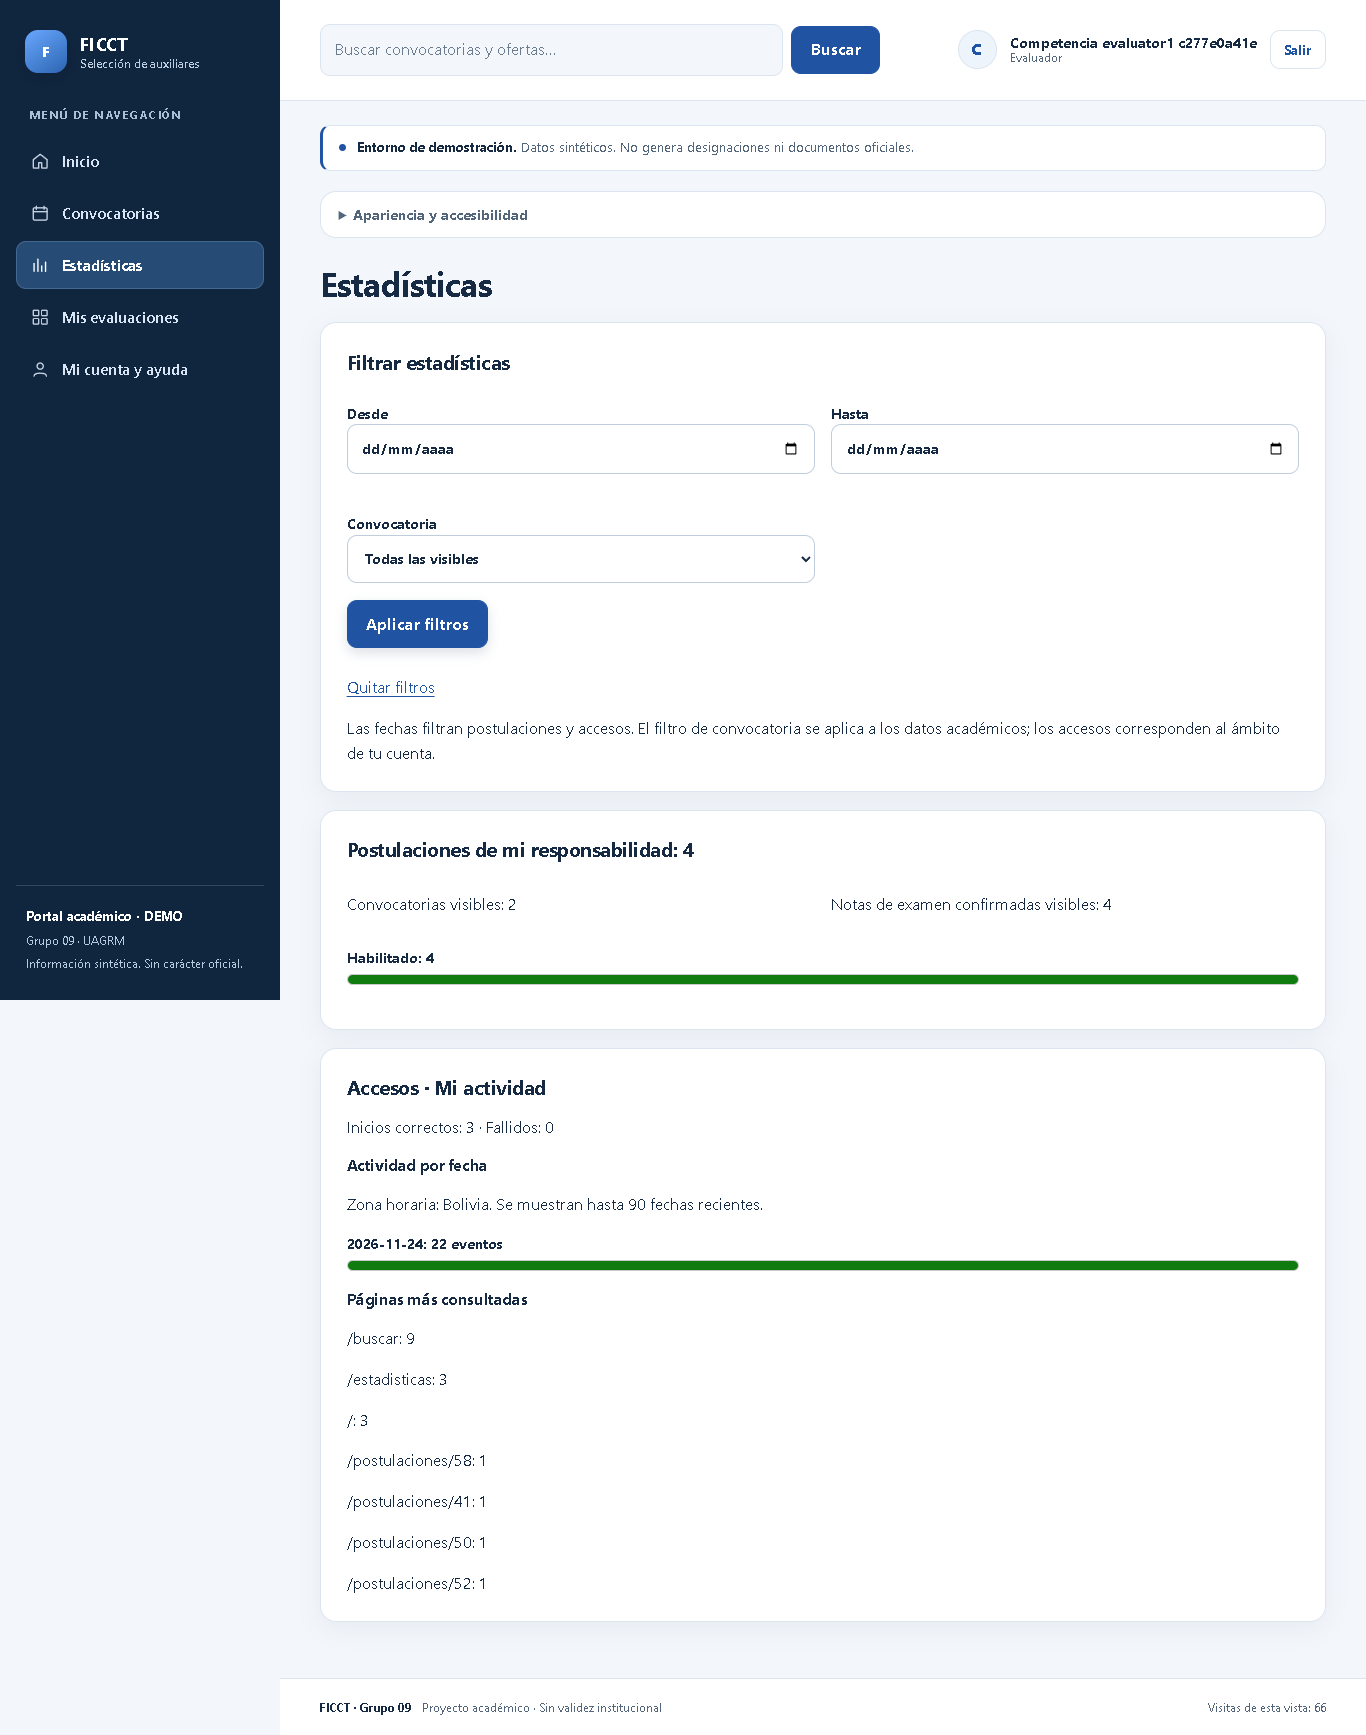 F
FICCT
Selección de auxiliares
MENÚ DE NAVEGACIÓN
Inicio
Convocatorias
Estadísticas
Mis evaluaciones
Mi cuenta y ayuda
Portal académico · DEMO
Grupo 09 · UAGRM
Información sintética. Sin carácter oficial.
Buscar convocatorias y ofertas...
Buscar
C
Competencia evaluator1 c277e0a41e
Evaluador
Salir
Entorno de demostración. Datos sintéticos. No genera designaciones ni documentos oficiales.
Apariencia y accesibilidad
Estadísticas
Filtrar estadísticas
Desde
dd/mm/aaaa
Hasta
dd/mm/aaaa
Convocatoria
Todas las visibles
Aplicar filtros
Quitar filtros
Las fechas filtran postulaciones y accesos. El filtro de convocatoria se aplica a los datos académicos; los accesos corresponden al ámbito
de tu cuenta.
Postulaciones de mi responsabilidad: 4
Convocatorias visibles: 2
Notas de examen confirmadas visibles: 4
Habilitado: 4
Accesos · Mi actividad
Inicios correctos: 3 · Fallidos: 0
Actividad por fecha
Zona horaria: Bolivia. Se muestran hasta 90 fechas recientes.
2026-11-24: 22 eventos
Páginas más consultadas
/buscar: 9
/estadisticas: 3
/: 3
/postulaciones/58: 1
/postulaciones/41: 1
/postulaciones/50: 1
/postulaciones/52: 1
FICCT · Grupo 09 Proyecto académico · Sin validez institucional
Visitas de esta vista: 66